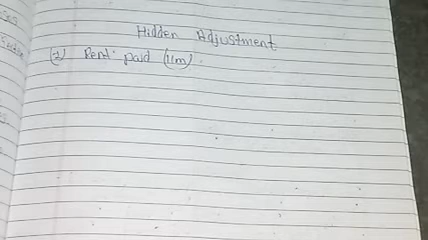 Hidden Adjustment
(1) Rent paid (11m)